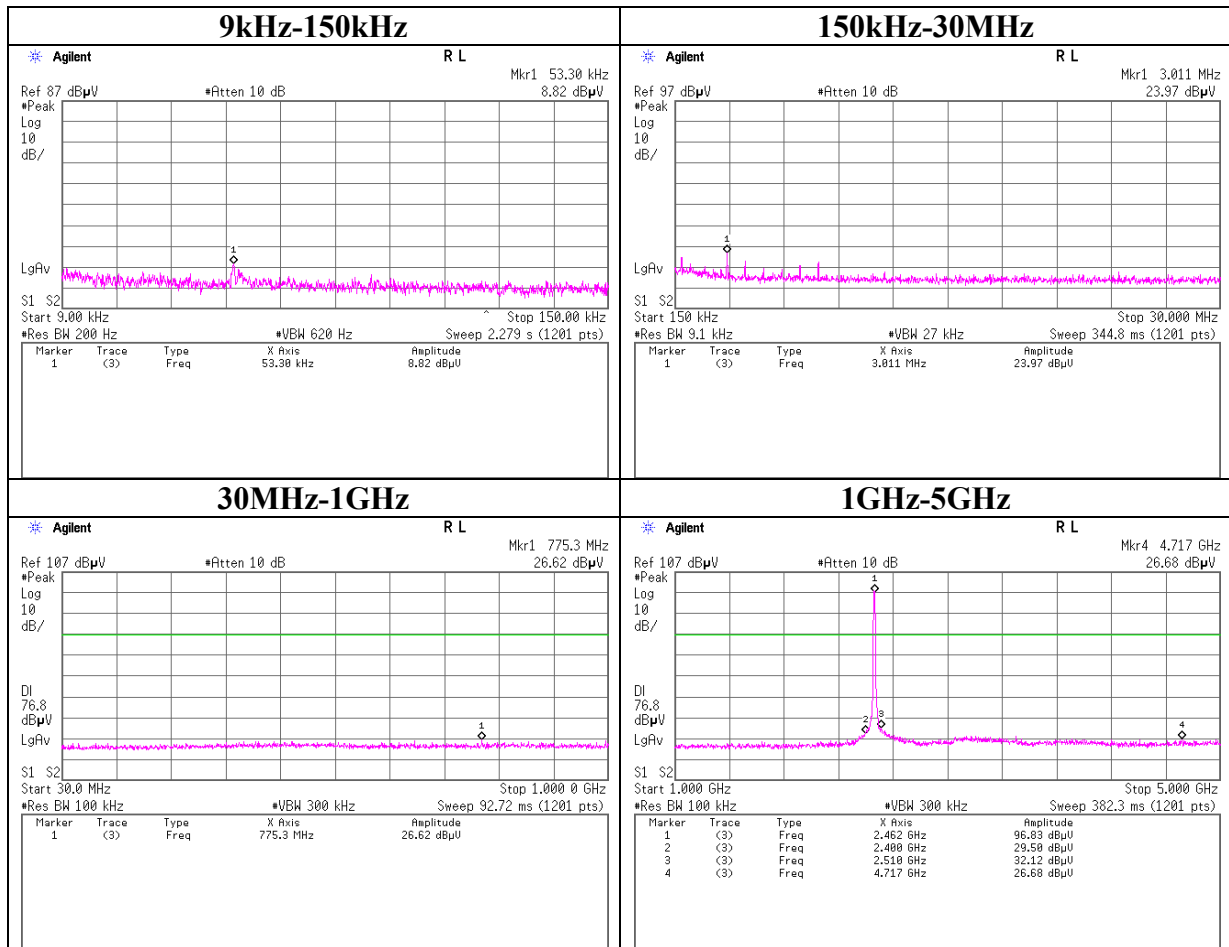 9kHz-150kHz
Agilent R L
Mkr1 53.30 kHz
Ref 87 dBµV #Atten 10 dB 8.82 dBµV
#Peak
Log
10
dB/
1
LgAv
S1 S2
Start 9.00 kHz ^ Stop 150.00 kHz
#Res BW 200 Hz #VBW 620 Hz Sweep 2.279 s (1201 pts)
Marker Trace Type X Axis Amplitude
1 (3) Freq 53.30 kHz 8.82 dBµV
150kHz-30MHz
Agilent R L
Mkr1 3.011 MHz
Ref 97 dBµV #Atten 10 dB 23.97 dBµV
#Peak
Log
10
dB/
1
LgAv
S1 S2
Start 150 kHz Stop 30.000 MHz
#Res BW 9.1 kHz #VBW 27 kHz Sweep 344.8 ms (1201 pts)
Marker Trace Type X Axis Amplitude
1 (3) Freq 3.011 MHz 23.97 dBµV
30MHz-1GHz
Agilent R L
Mkr1 775.3 MHz
Ref 107 dBµV #Atten 10 dB 26.62 dBµV
#Peak
Log
10
dB/
DI
76.8
dBµV
1
LgAv
S1 S2
Start 30.0 MHz Stop 1.000 0 GHz
#Res BW 100 kHz #VBW 300 kHz Sweep 92.72 ms (1201 pts)
Marker Trace Type X Axis Amplitude
1 (3) Freq 775.3 MHz 26.62 dBµV
1GHz-5GHz
Agilent R L
Mkr4 4.717 GHz
Ref 107 dBµV #Atten 10 dB 26.68 dBµV
#Peak
1
Log
10
dB/
DI
76.8
dBµV
2 3 4
LgAv
S1 S2
Start 1.000 GHz Stop 5.000 GHz
#Res BW 100 kHz #VBW 300 kHz Sweep 382.3 ms (1201 pts)
Marker Trace Type X Axis Amplitude
1 (3) Freq 2.462 GHz 96.83 dBµV
2 (3) Freq 2.400 GHz 29.50 dBµV
3 (3) Freq 2.510 GHz 32.12 dBµV
4 (3) Freq 4.717 GHz 26.68 dBµV